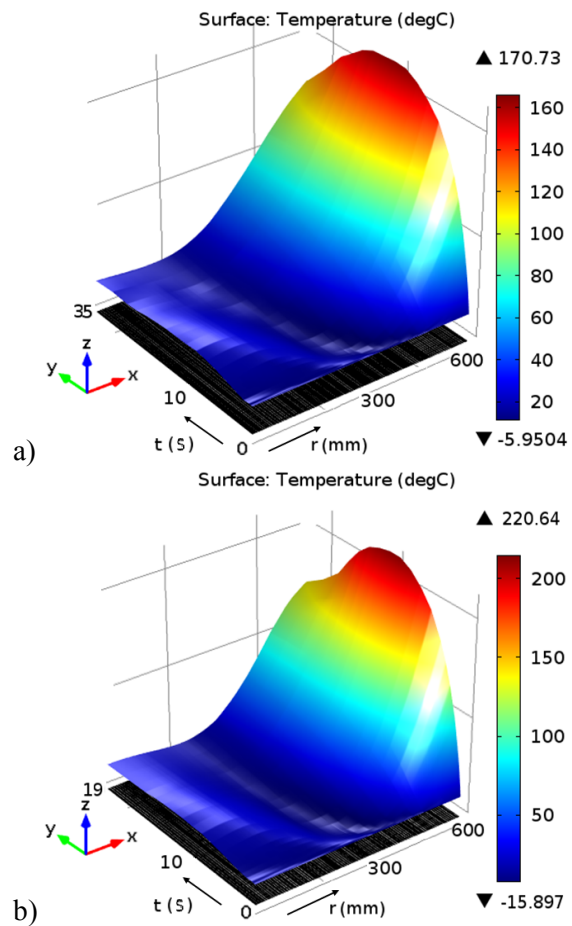 Surface: Temperature (degC)
▲ 170.73
160
140
120
100
80
60
40
20
▼ -5.9504
35
10
0
t (S)
r (mm)
300
600
y z x
a)
Surface: Temperature (degC)
▲ 220.64
200
150
100
50
▼ -15.897
19
10
0
t (S)
r (mm)
300
600
y z x
b)